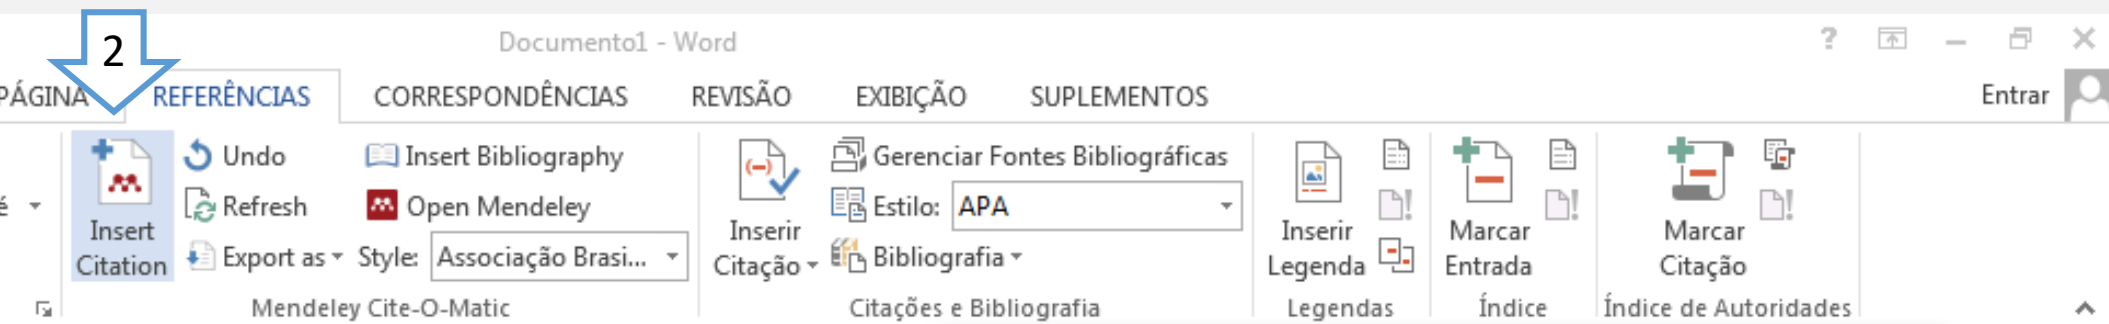 2
Documento1 - Word
?
PÁGINA REFERÊNCIAS CORRESPONDÊNCIAS REVISÃO EXIBIÇÃO SUPLEMENTOS Entrar
Insert Citation
Undo
Refresh
Export as
Insert Bibliography
Open Mendeley
Style: Associação Brasi...
Mendeley Cite-O-Matic
Inserir
Citação
Gerenciar Fontes Bibliográficas
Estilo: APA
Bibliografia
Citações e Bibliografia
Inserir
Legenda
Legendas
Marcar
Entrada
Índice
Marcar
Citação
Índice de Autoridades